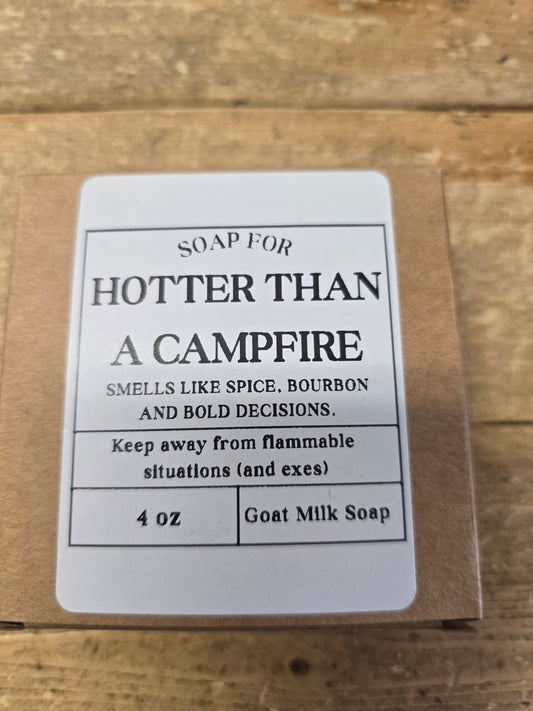 SOAP FOR
HOTTER THAN
A CAMPFIRE
SMELLS LIKE SPICE, BOURBON
AND BOLD DECISIONS.
Keep away from flammable
situations (and exes)
4 oz
Goat Milk Soap